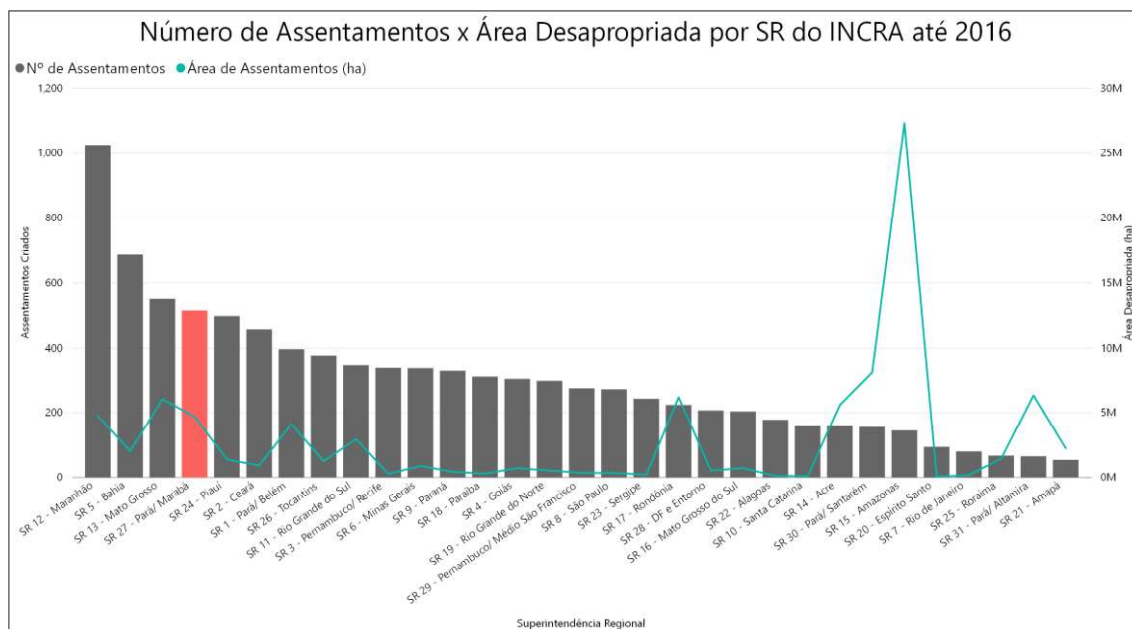 Número de Assentamentos x Área Desapropriada por SR do INCRA até 2016
Nº de Assentamentos Área de Assentamentos (ha)
1,200
1,000
800
600
400
200
0
Assentamentos Criados
30M
25M
20M
15M
10M
5M
0M
Área Desapropriada (ha)
SR 12 - Maranhão
SR 5 - Bahia
SR 13 - Mato Grosso
SR 27 - Pará/ Marabá
SR 24 - Piauí
SR 2 - Ceará
SR 1 - Pará/ Belém
SR 26 - Tocantins
SR 11 - Rio Grande do Sul
SR 3 - Pernambuco/ Recife
SR 6 - Minas Gerais
SR 9 - Paraná
SR 18 - Paraíba
SR 4 - Goiás
SR 19 - Rio Grande do Norte
SR 29 - Pernambuco/ Médio São Francisco
SR 8 - São Paulo
SR 23 - Sergipe
SR 17 - Rondônia
SR 28 - DF e Entorno
SR 16 - Mato Grosso do Sul
SR 22 - Alagoas
SR 10 - Santa Catarina
SR 14 - Acre
SR 30 - Pará/ Santarém
SR 15 - Amazonas
SR 20 - Espírito Santo
SR 7 - Rio de Janeiro
SR 25 - Roraima
SR 31 - Pará/ Altamira
SR 21 - Amapá
Superintendência Regional